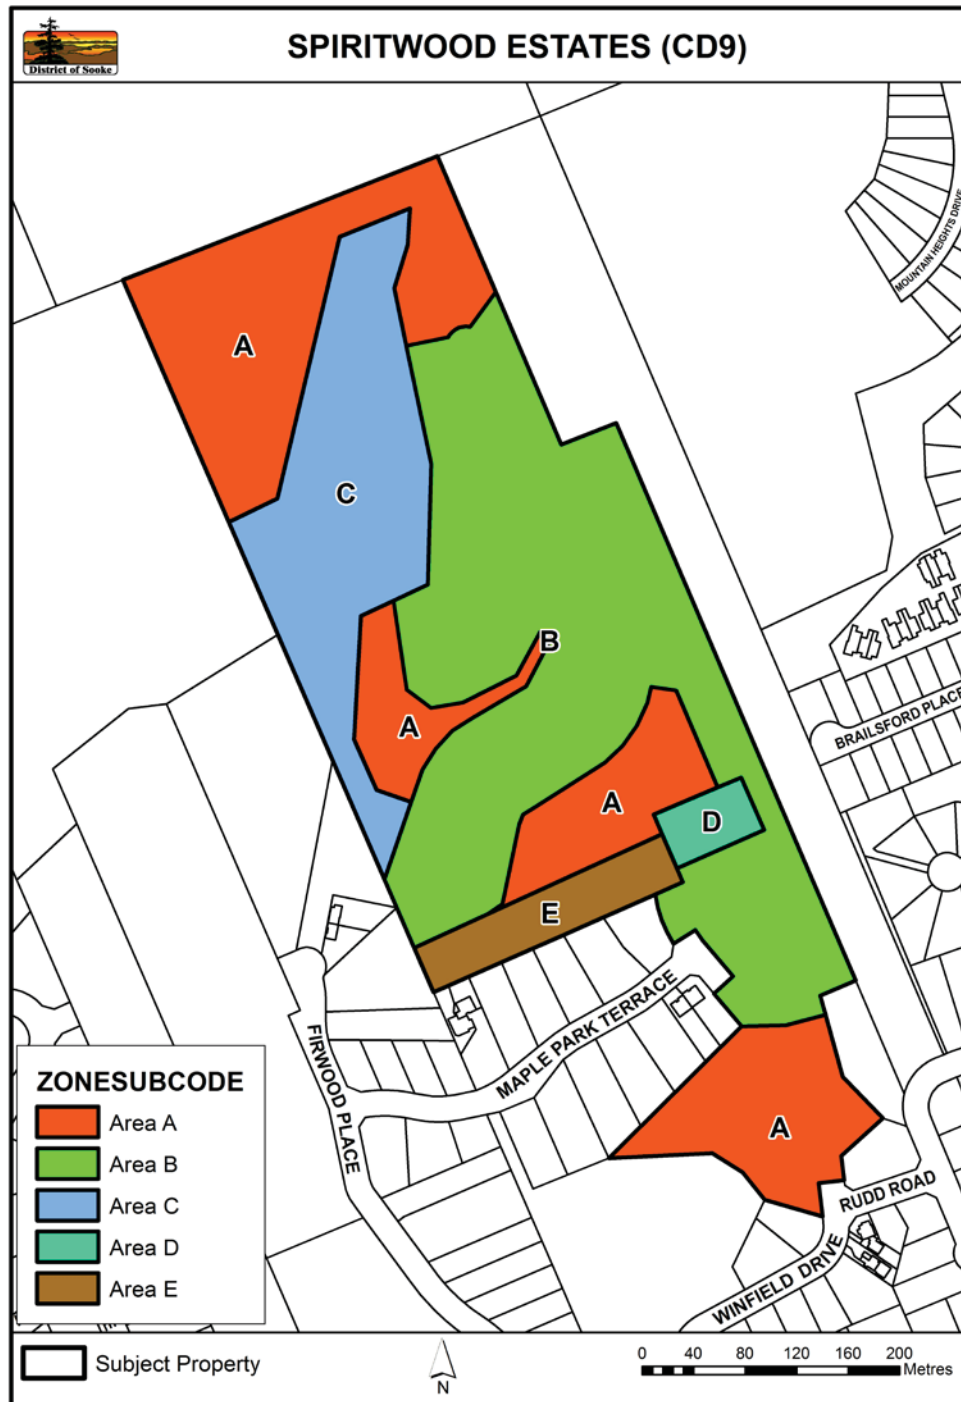 District of Sooke
SPIRITWOOD ESTATES (CD9)
MOUNTAIN HEIGHTS DRIVE
A
C
B
A
BRAILSFORD PLACE
A
D
E
MAPLE PARK TERRACE
FIRWOOD PLACE
A
RUDD ROAD
WINFIELD DRIVE
ZONESUBCODE
Area A
Area B
Area C
Area D
Area E
Subject Property
N
0 40 80 120 160 200
Metres